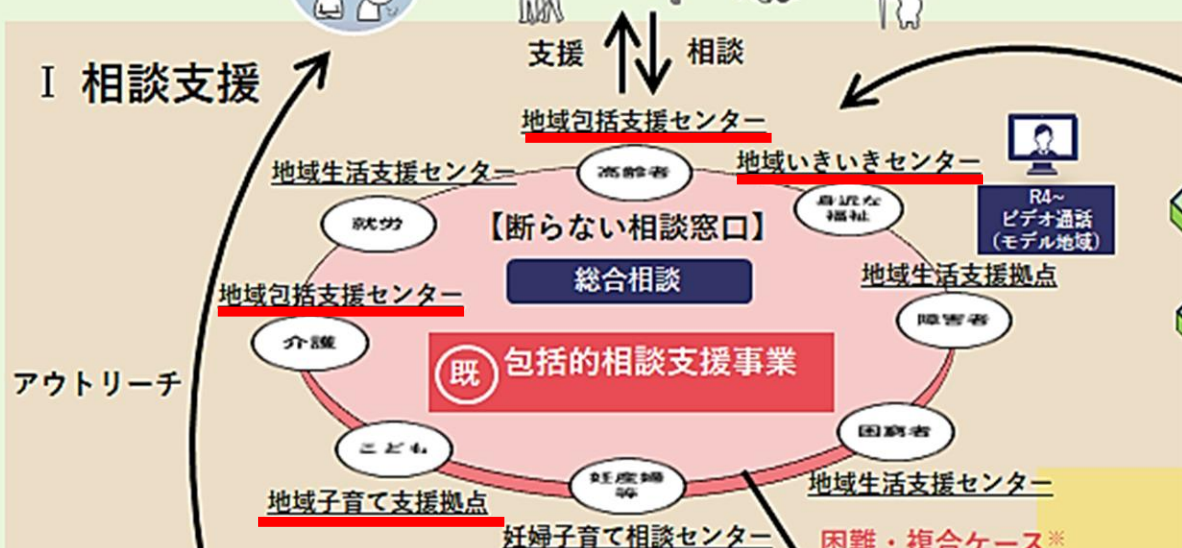 支援
相談
Ⅰ 相談支援
地域包括支援センター
高齢者
地域いきいきセンター
身近な
福祉
R4~
ビデオ通話
(モデル地域)
地域生活支援センター
就労
【断らない相談窓口】
総合相談
地域生活支援拠点
障害者
地域包括支援センター
介護
既 包括的相談支援事業
アウトリーチ
困窮者
地域生活支援センター
こども
地域子育て支援拠点
妊産婦
等
妊婦子育て相談センター
困難・複合ケース※